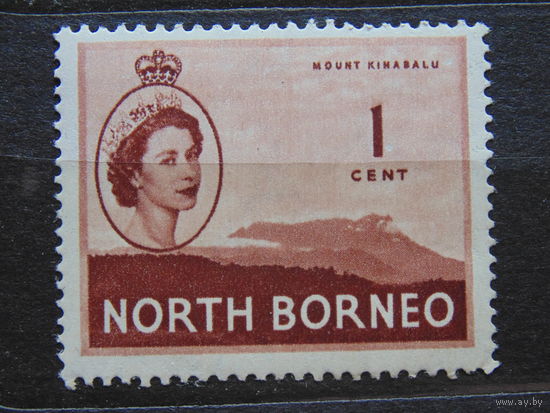 MOUNT KINABALU
1
CENT
NORTH BORNEO
www.ay.by